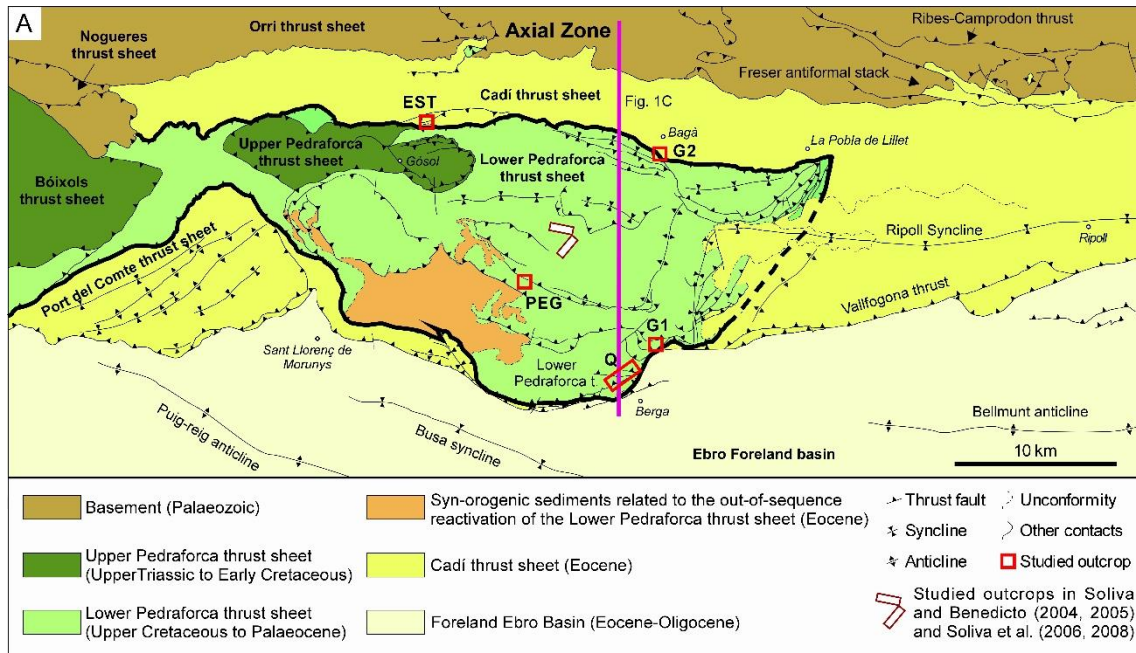 A
Nogueres
thrust sheet
Orri thrust sheet
Axial Zone
Ribes-Camprodon thrust
Freser antiformal stack
EST
Cadí thrust sheet
Fig. 1C
Bagà
La Pobla de Lillet
G2
Upper Pedraforca
thrust sheet
Gósol
Lower Pedraforca
thrust sheet
Bóixols
thrust sheet
Ripoll Syncline
Ripoll
Port del Comte thrust sheet
PEG
Vallfogona thrust
G1
Sant Llorenç de
Morunys
Q
Lower
Pedraforca t.
Berga
Puig-reig anticline
Busa syncline
Bellmunt anticline
Ebro Foreland basin
10 km
Basement (Palaeozoic)
Upper Pedraforca thrust sheet
(UpperTriassic to Early Cretaceous)
Lower Pedraforca thrust sheet
(Upper Cretaceous to Palaeocene)
Syn-orogenic sediments related to the out-of-sequence
reactivation of the Lower Pedraforca thrust sheet (Eocene)
Cadí thrust sheet (Eocene)
Foreland Ebro Basin (Eocene-Oligocene)
Thrust fault
Syncline
Anticline
Unconformity
Other contacts
Studied outcrop
Studied outcrops in Soliva
and Benedicto (2004, 2005)
and Soliva et al. (2006, 2008)